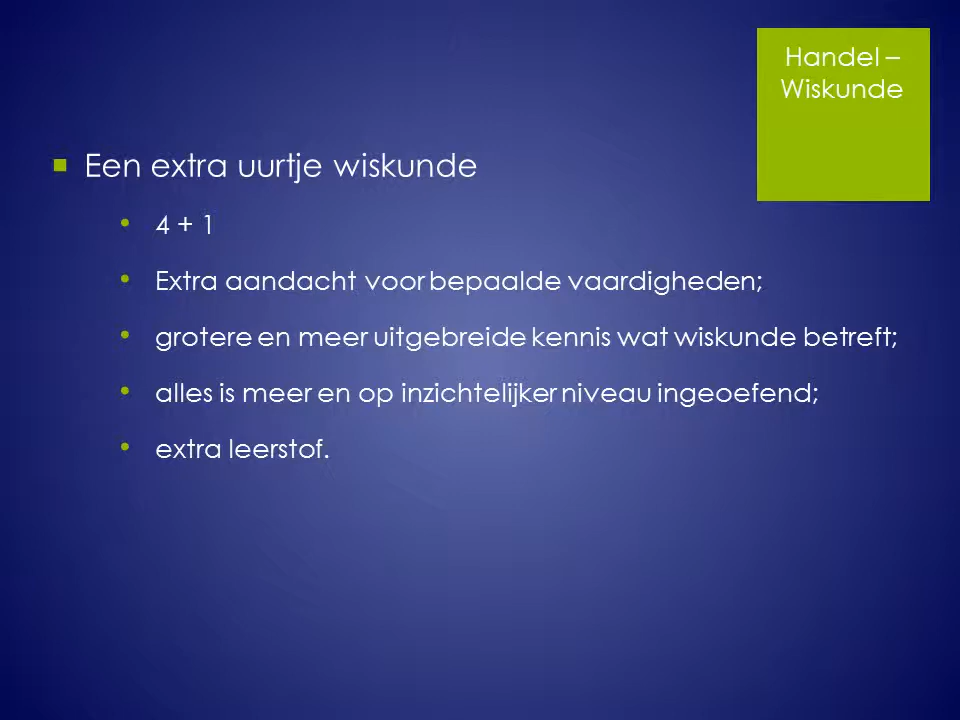 Handel –
Wiskunde
Een extra uurtje wiskunde
4 + 1
Extra aandacht voor bepaalde vaardigheden;
grotere en meer uitgebreide kennis wat wiskunde betreft;
alles is meer en op inzichtelijker niveau ingeoefend;
extra leerstof.